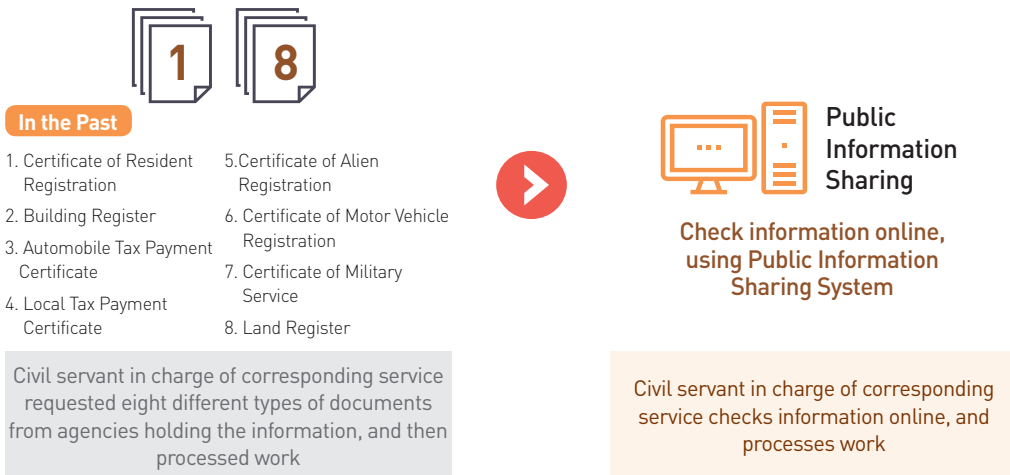 1
8
In the Past
1. Certificate of Resident
Registration
2. Building Register
3. Automobile Tax Payment
Certificate
4. Local Tax Payment
Certificate
5.Certificate of Alien
Registration
6. Certificate of Motor Vehicle
Registration
7. Certificate of Military
Service
8. Land Register
Civil servant in charge of corresponding service
requested eight different types of documents
from agencies holding the information, and then
processed work
Public
Information
Sharing
Check information online,
using Public Information
Sharing System
Civil servant in charge of corresponding
service checks information online, and
processes work